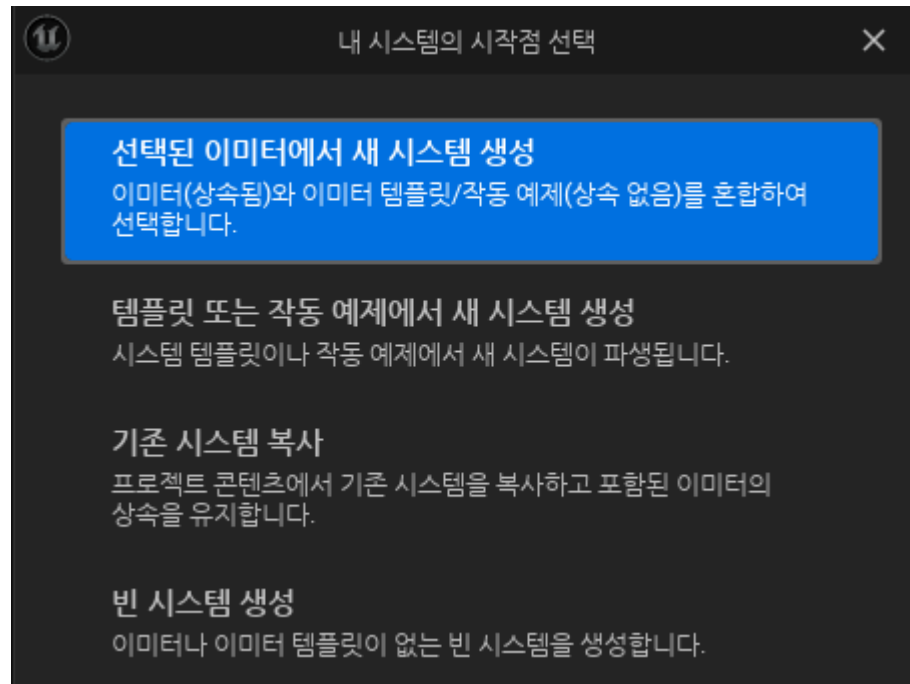 내 시스템의 시작점 선택
선택된 이미터에서 새 시스템 생성
이미터(상속됨)와 이미터 템플릿/작동 예제(상속 없음)를 혼합하여
선택합니다.
템플릿 또는 작동 예제에서 새 시스템 생성
시스템 템플릿이나 작동 예제에서 새 시스템이 파생됩니다.
기존 시스템 복사
프로젝트 콘텐츠에서 기존 시스템을 복사하고 포함된 이미터의
상속을 유지합니다.
빈 시스템 생성
이미터나 이미터 템플릿이 없는 빈 시스템을 생성합니다.